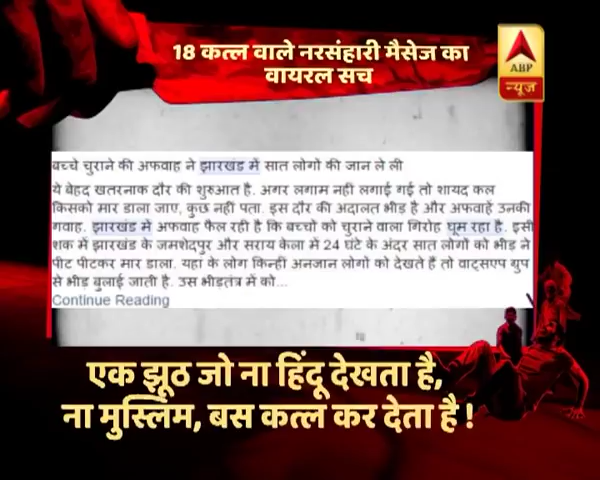 18 कत्ल वाले नरसंहारी मैसेज का
वायरल सच
ABP
न्यूज़
बच्चे चुराने की अफवाह ने झारखंड में सात लोगों की जान ले ली
ये बेहद खतरनाक दौर की शुरुआत है. अगर लगाम नहीं लगाई गई तो शायद कल
किसको मार डाला जाए, कुछ नहीं पता. इस दौर की अदालत भीड़ है और अफवाहें उनकी
गवाह. झारखंड में अफवाह फैल रही है कि बच्चों को चुराने वाला गिरोह घूम रहा है. इसी
शक में झारखंड के जमशेदपुर और सराय केला में 24 घंटे के अंदर सात लोगों को भीड़ ने
पीट पीटकर मार डाला. यहां के लोग किन्हीं अनजान लोगों को देखते हैं तो वाट्सएप्प ग्रुप
से भीड़ बुलाई जाती है. उस भीड़तंत्र में को...
Continue Reading
एक झूठ जो ना हिंदू देखता है,
ना मुस्लिम, बस कत्ल कर देता है !